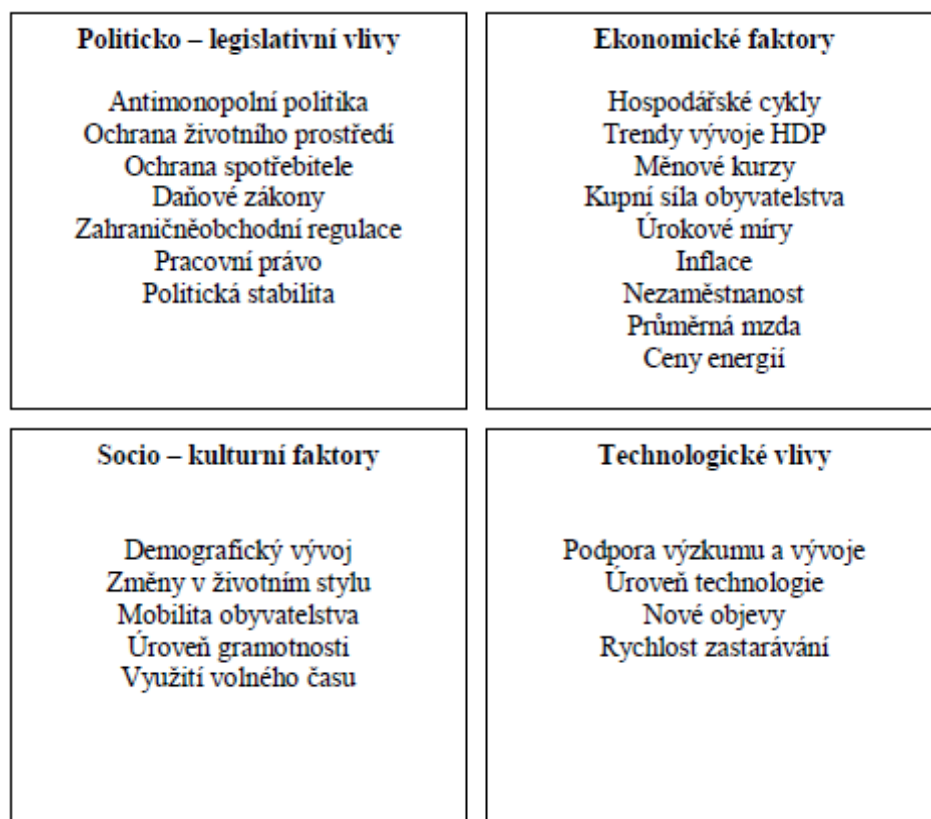 Politicko – legislativní vlivy
Antimonopolní politika
Ochrana životního prostředí
Ochrana spotřebitele
Daňové zákony
Zahraničněobchodní regulace
Pracovní právo
Politická stabilita
Ekonomické faktory
Hospodářské cykly
Trendy vývoje HDP
Měnové kurzy
Kupní síla obyvatelstva
Úrokové míry
Inflace
Nezaměstnanost
Průměrná mzda
Ceny energií
Socio – kulturní faktory
Demografický vývoj
Změny v životním stylu
Mobilita obyvatelstva
Úroveň gramotnosti
Využití volného času
Technologické vlivy
Podpora výzkumu a vývoje
Úroveň technologie
Nové objevy
Rychlost zastarávání